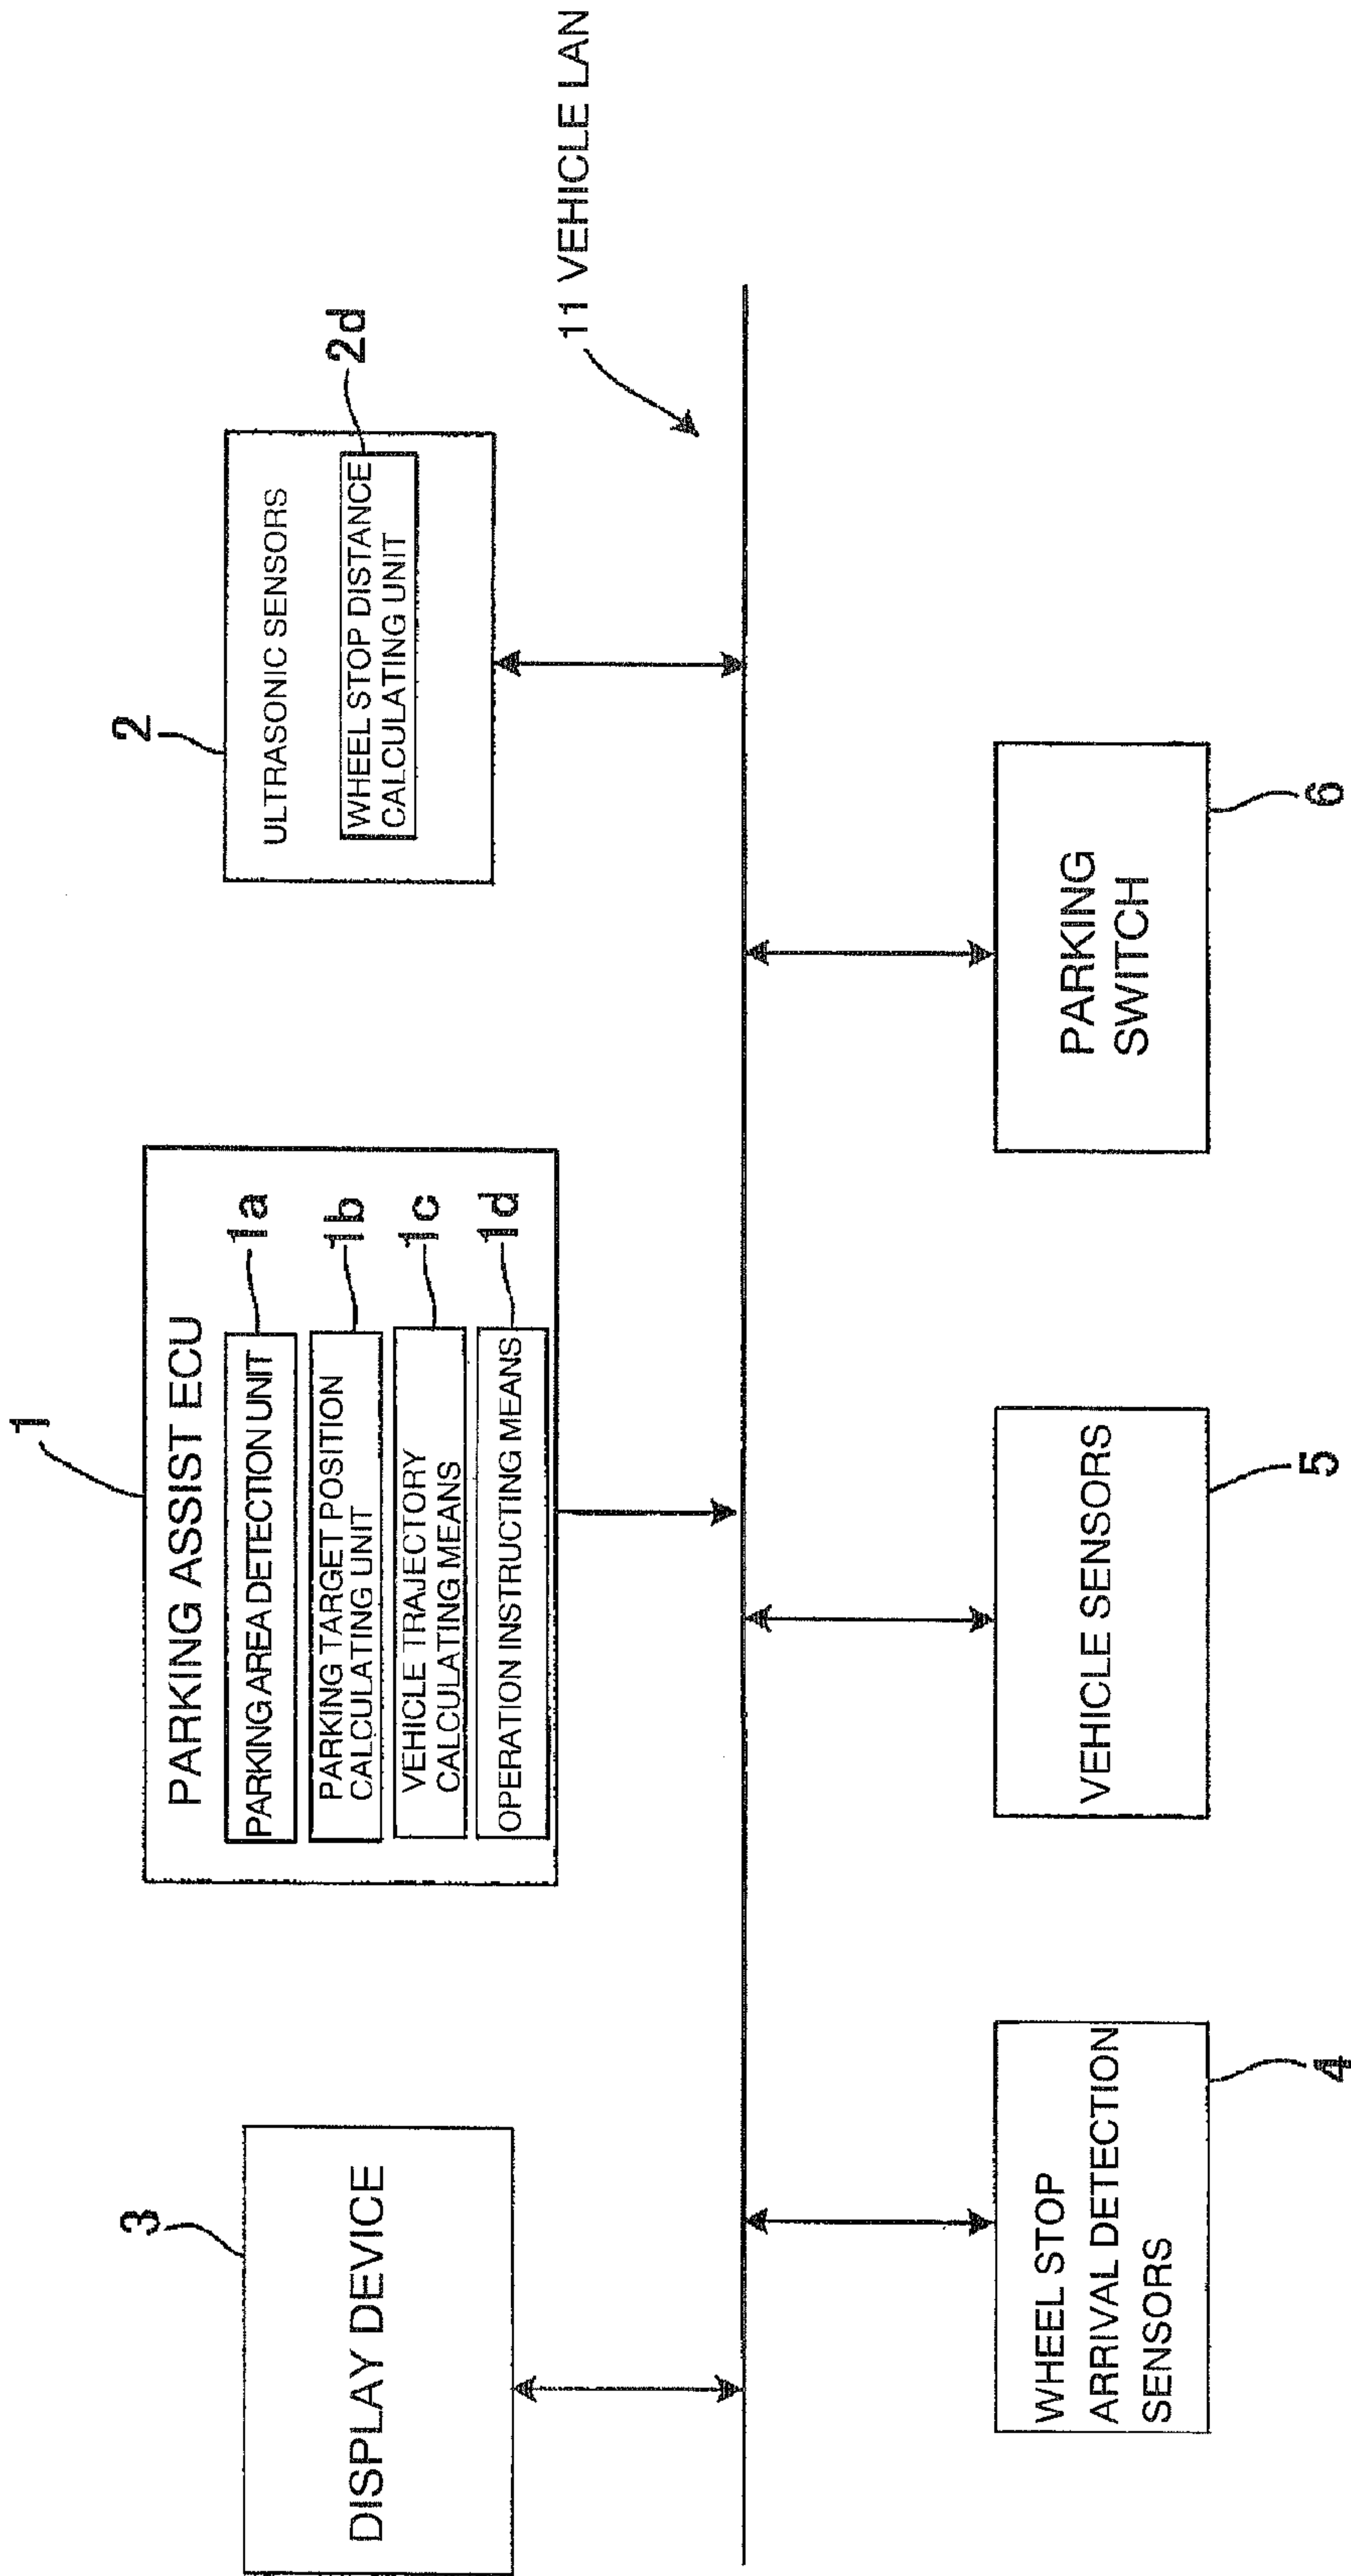 3
DISPLAY DEVICE
1
PARKING ASSIST ECU
PARKING AREA DETECTION UNIT
1a
PARKING TARGET POSITION
CALCULATING UNIT
1b
VEHICLE TRAJECTORY
CALCULATING MEANS
1c
OPERATION INSTRUCTING MEANS
1d
2
ULTRASONIC SENSORS
WHEEL STOP DISTANCE
CALCULATING UNIT
2d
11 VEHICLE LAN
WHEEL STOP
ARRIVAL DETECTION
SENSORS
4
VEHICLE SENSORS
5
PARKING
SWITCH
6